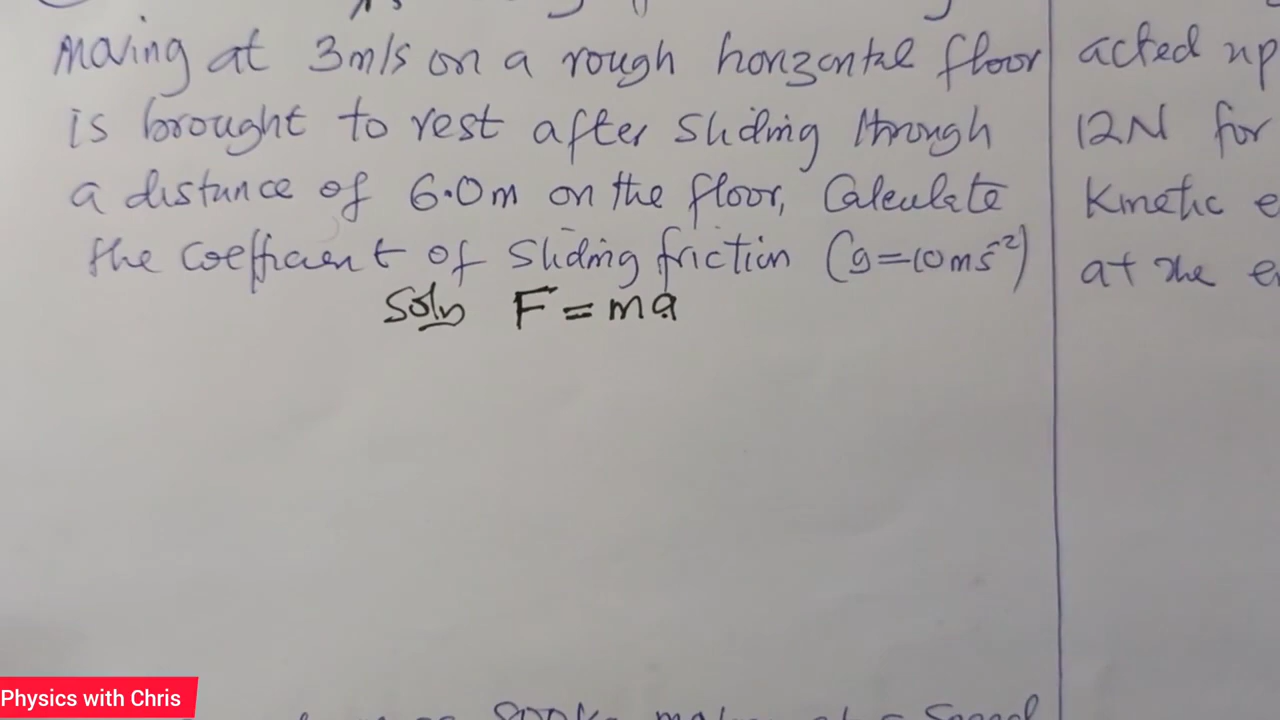 moving at 3m/s on a rough horizontal floor
is brought to rest after sliding through
a distance of 6.0m on the floor, Calculate
the coefficient of sliding friction (g=10ms⁻²)
Soln F = ma
acted up
12N for
Kinetic e
at the e
Physics with Chris